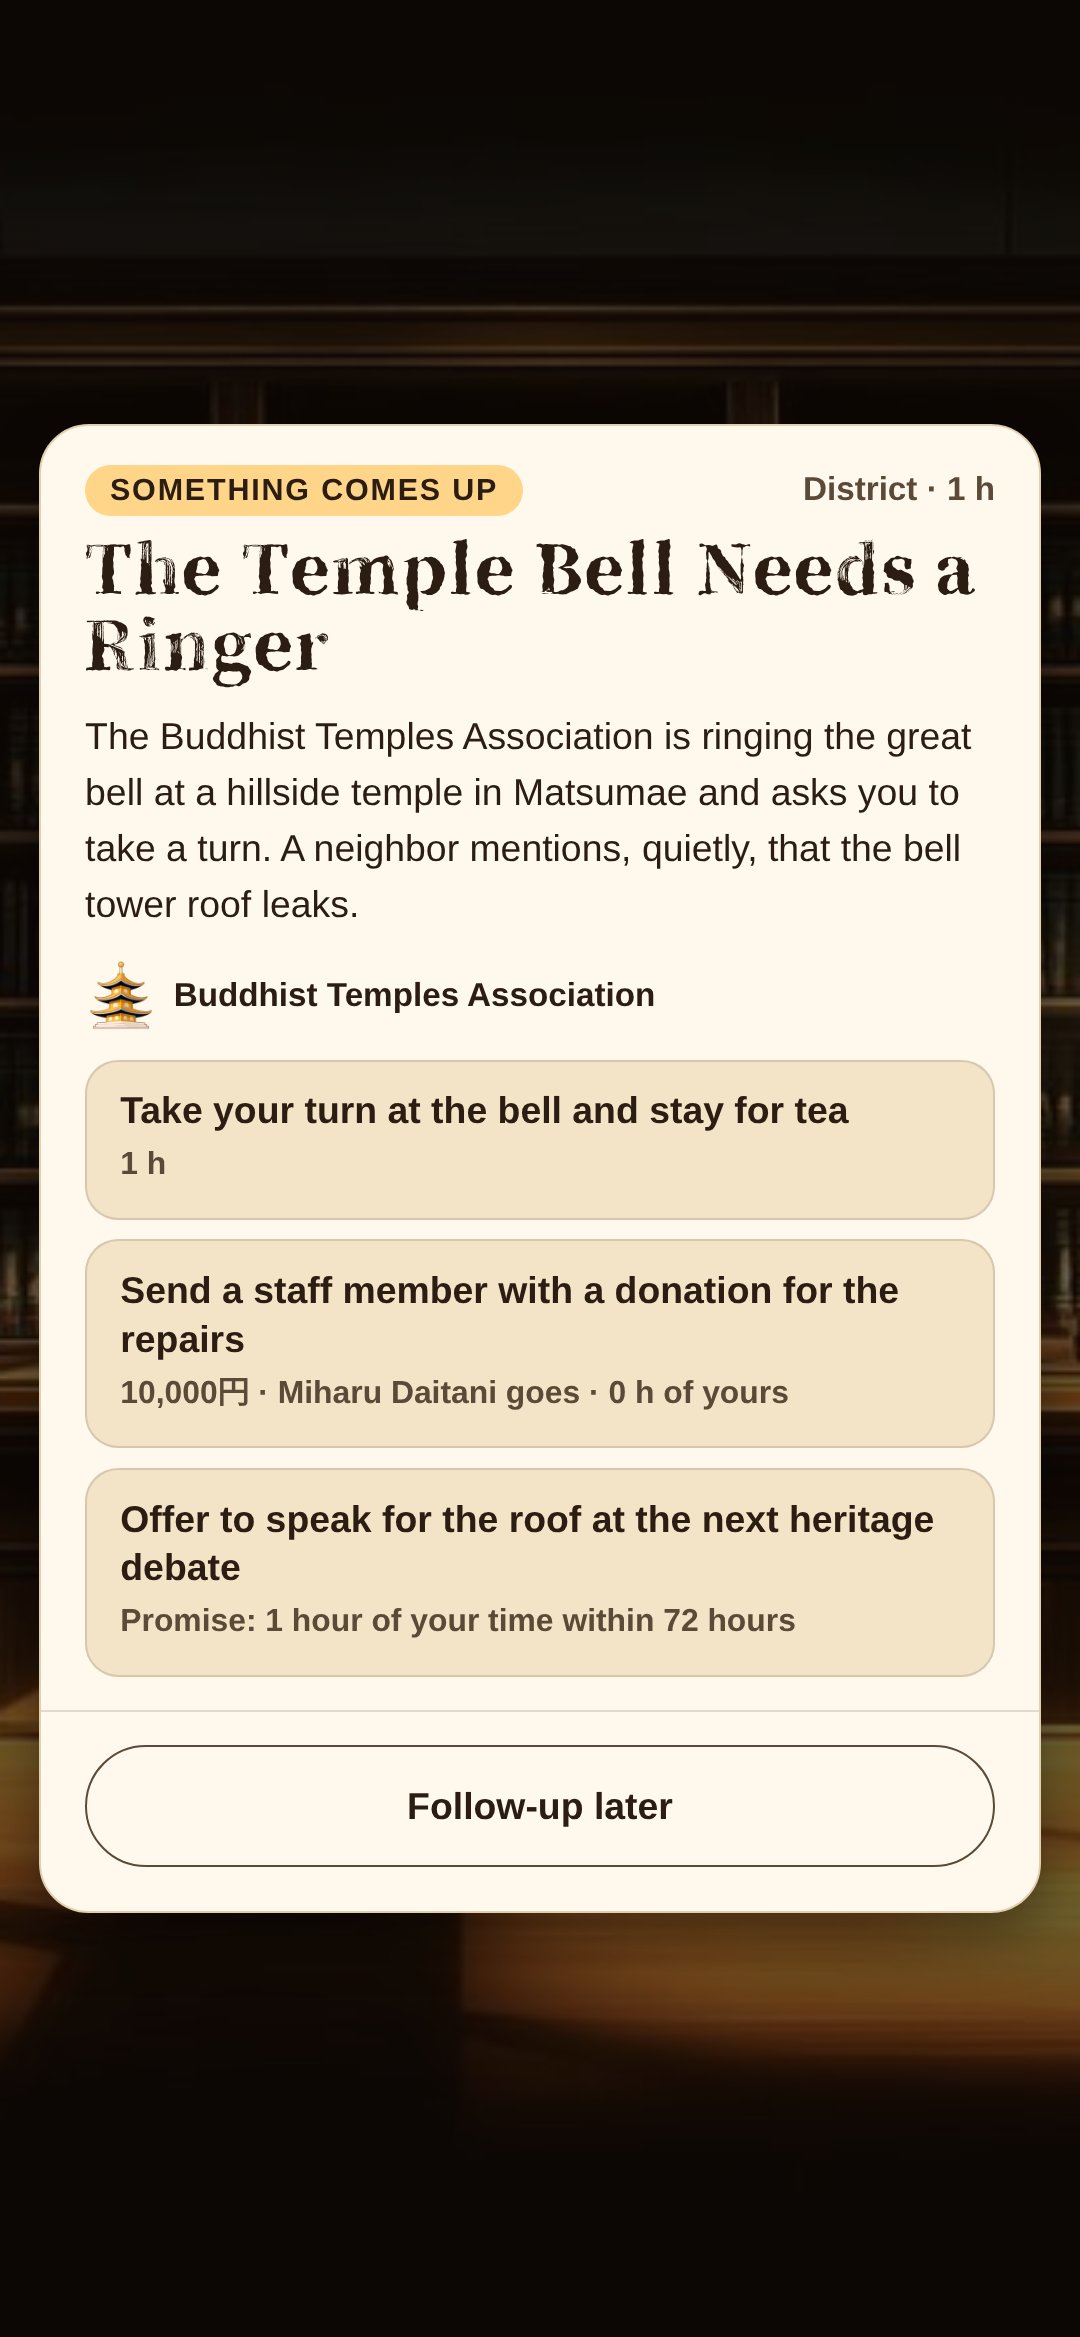 SOMETHING COMES UP
District · 1 h
The Temple Bell Needs a
Ringer
The Buddhist Temples Association is ringing the great
bell at a hillside temple in Matsumae and asks you to
take a turn. A neighbor mentions, quietly, that the bell
tower roof leaks.
Buddhist Temples Association
Take your turn at the bell and stay for tea
1 h
Send a staff member with a donation for the
repairs
10,000円 · Miharu Daitani goes · 0 h of yours
Offer to speak for the roof at the next heritage
debate
Promise: 1 hour of your time within 72 hours
Follow-up later